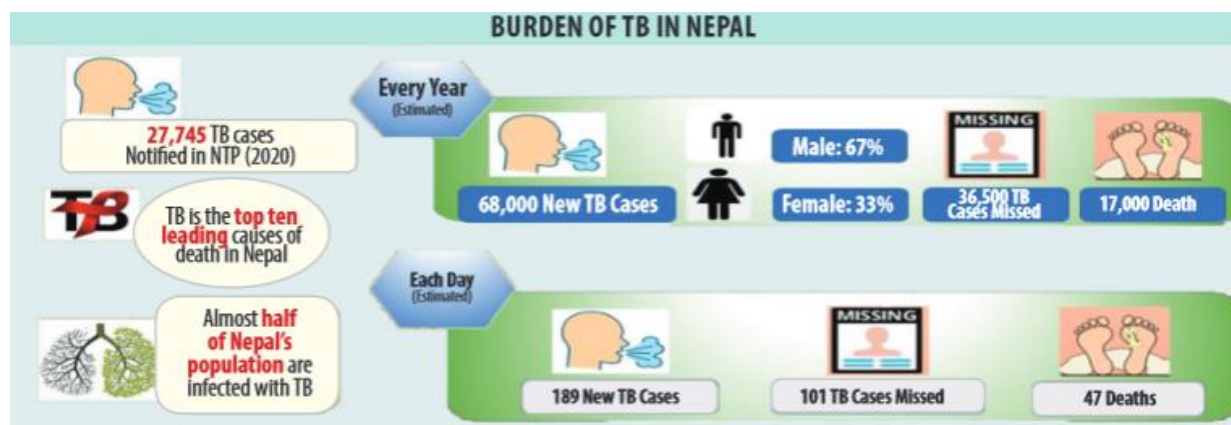 BURDEN OF TB IN NEPAL
27,745 TB cases
Notified in NTP (2020)
TB
TB is the top ten
leading causes of
death in Nepal
Almost half
of Nepal's
population are
infected with TB
Every Year
(Estimated)
68,000 New TB Cases
Male: 67%
Female: 33%
MISSING
36,500 TB
Cases Missed
17,000 Death
Each Day
(Estimated)
189 New TB Cases
MISSING
101 TB Cases Missed
47 Deaths